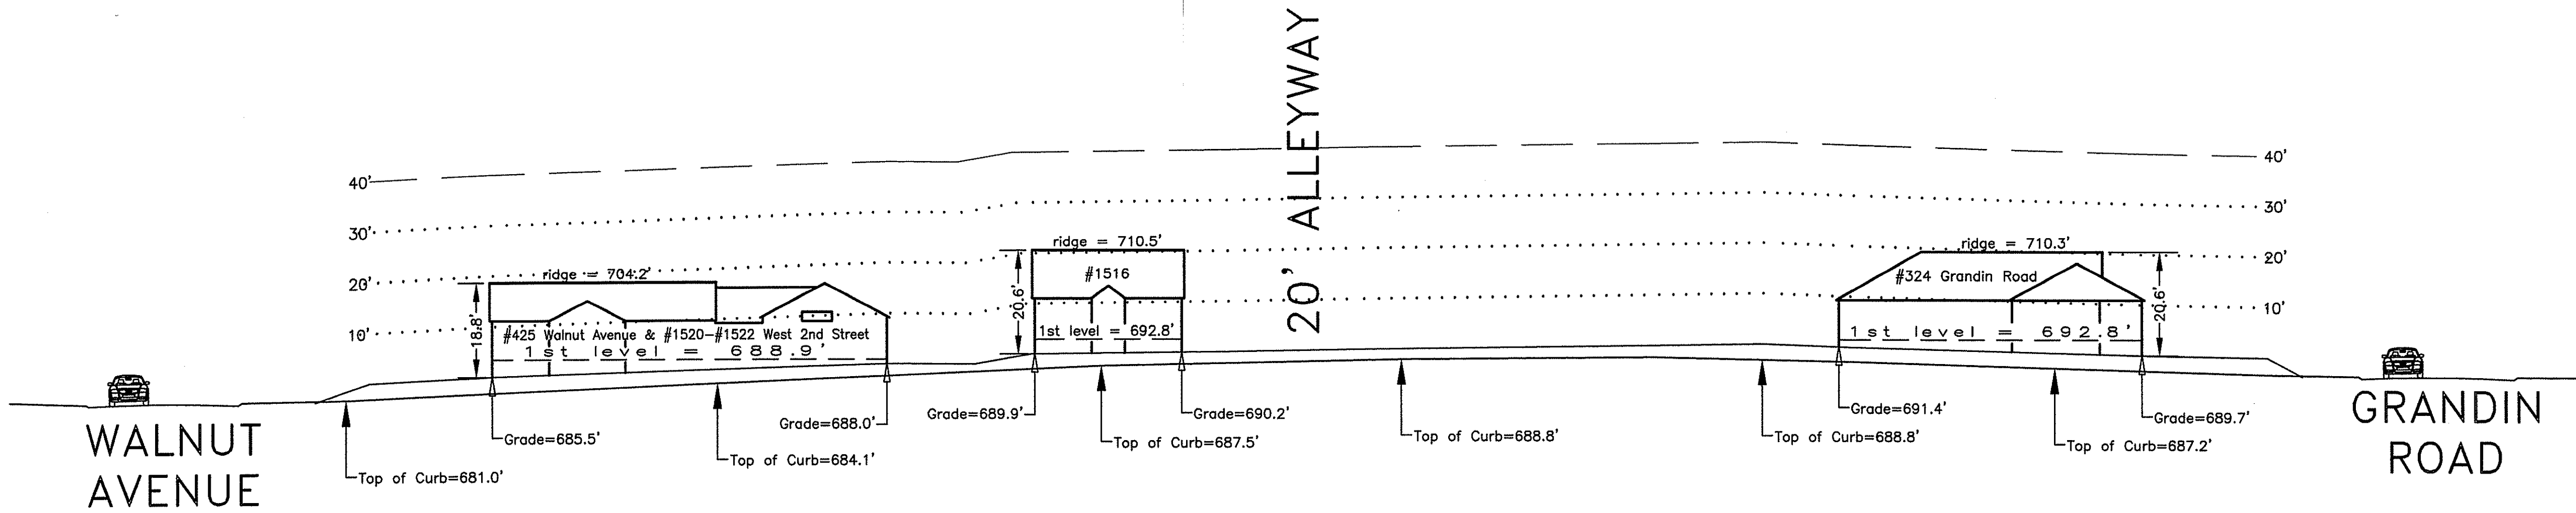 20' ALLEYWAY
40'
40'
30'
30'
20'
20'
10'
10'
ridge = 704.2'
18.8'
#425 Walnut Avenue & #1520-#1522 West 2nd Street
1st level = 688.9'
ridge = 710.5'
#1516
20.6'
1st level = 692.8'
ridge = 710.3'
#324 Grandin Road
20.6'
1st level = 692.8'
WALNUT
AVENUE
Top of Curb=681.0'
Grade=685.5'
Top of Curb=684.1'
Grade=688.0'
Grade=689.9'
Top of Curb=687.5'
Grade=690.2'
Top of Curb=688.8'
Top of Curb=688.8'
Grade=691.4'
Top of Curb=687.2'
Grade=689.7'
GRANDIN
ROAD